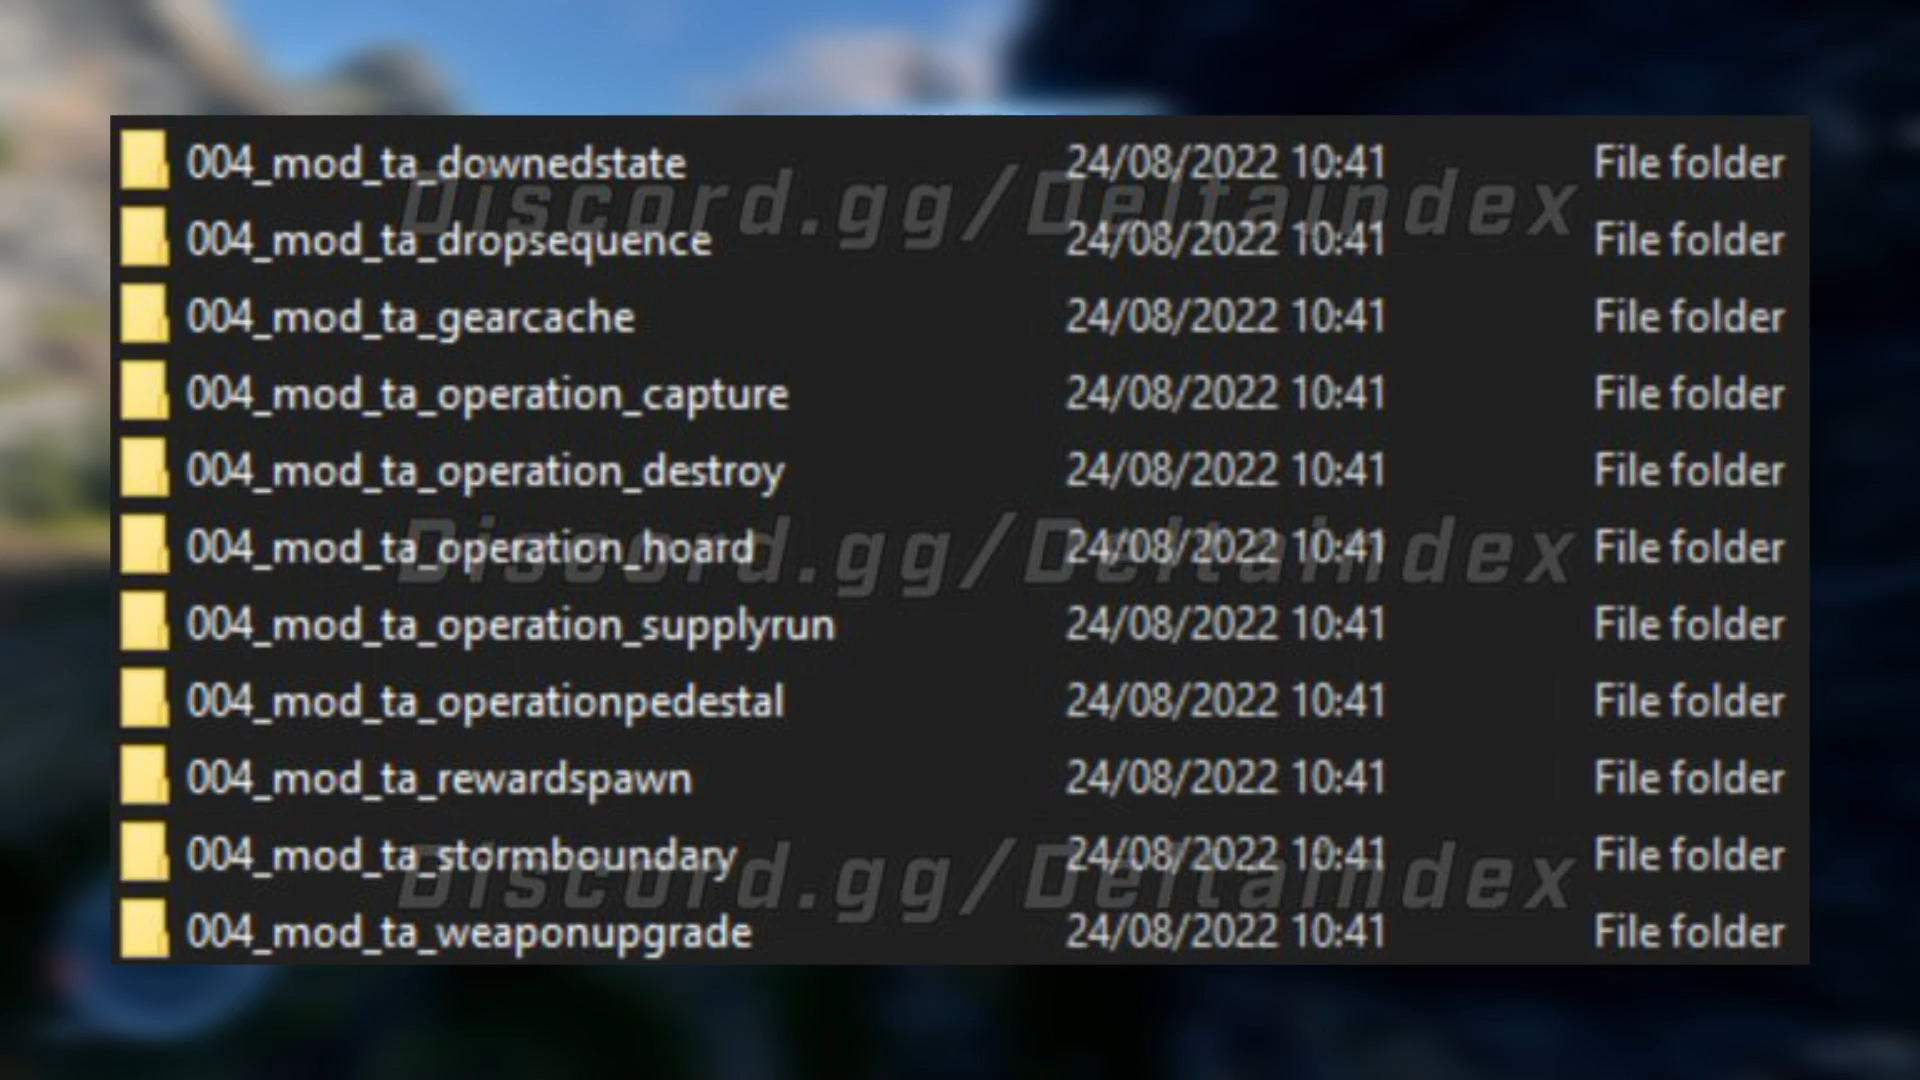 004_mod_ta_downedstate 24/08/2022 10:41 File folder
Discord.gg/Deltaindex
004_mod_ta_dropsequence 24/08/2022 10:41 File folder
004_mod_ta_gearcache 24/08/2022 10:41 File folder
004_mod_ta_operation_capture 24/08/2022 10:41 File folder
004_mod_ta_operation_destroy 24/08/2022 10:41 File folder
004_mod_ta_operation_hoard 24/08/2022 10:41 File folder
Discord.gg/Deltaindex
004_mod_ta_operation_supplyrun 24/08/2022 10:41 File folder
004_mod_ta_operationpedestal 24/08/2022 10:41 File folder
004_mod_ta_rewardspawn 24/08/2022 10:41 File folder
004_mod_ta_stormboundary 24/08/2022 10:41 File folder
Discord.gg/Deltaindex
004_mod_ta_weaponupgrade 24/08/2022 10:41 File folder